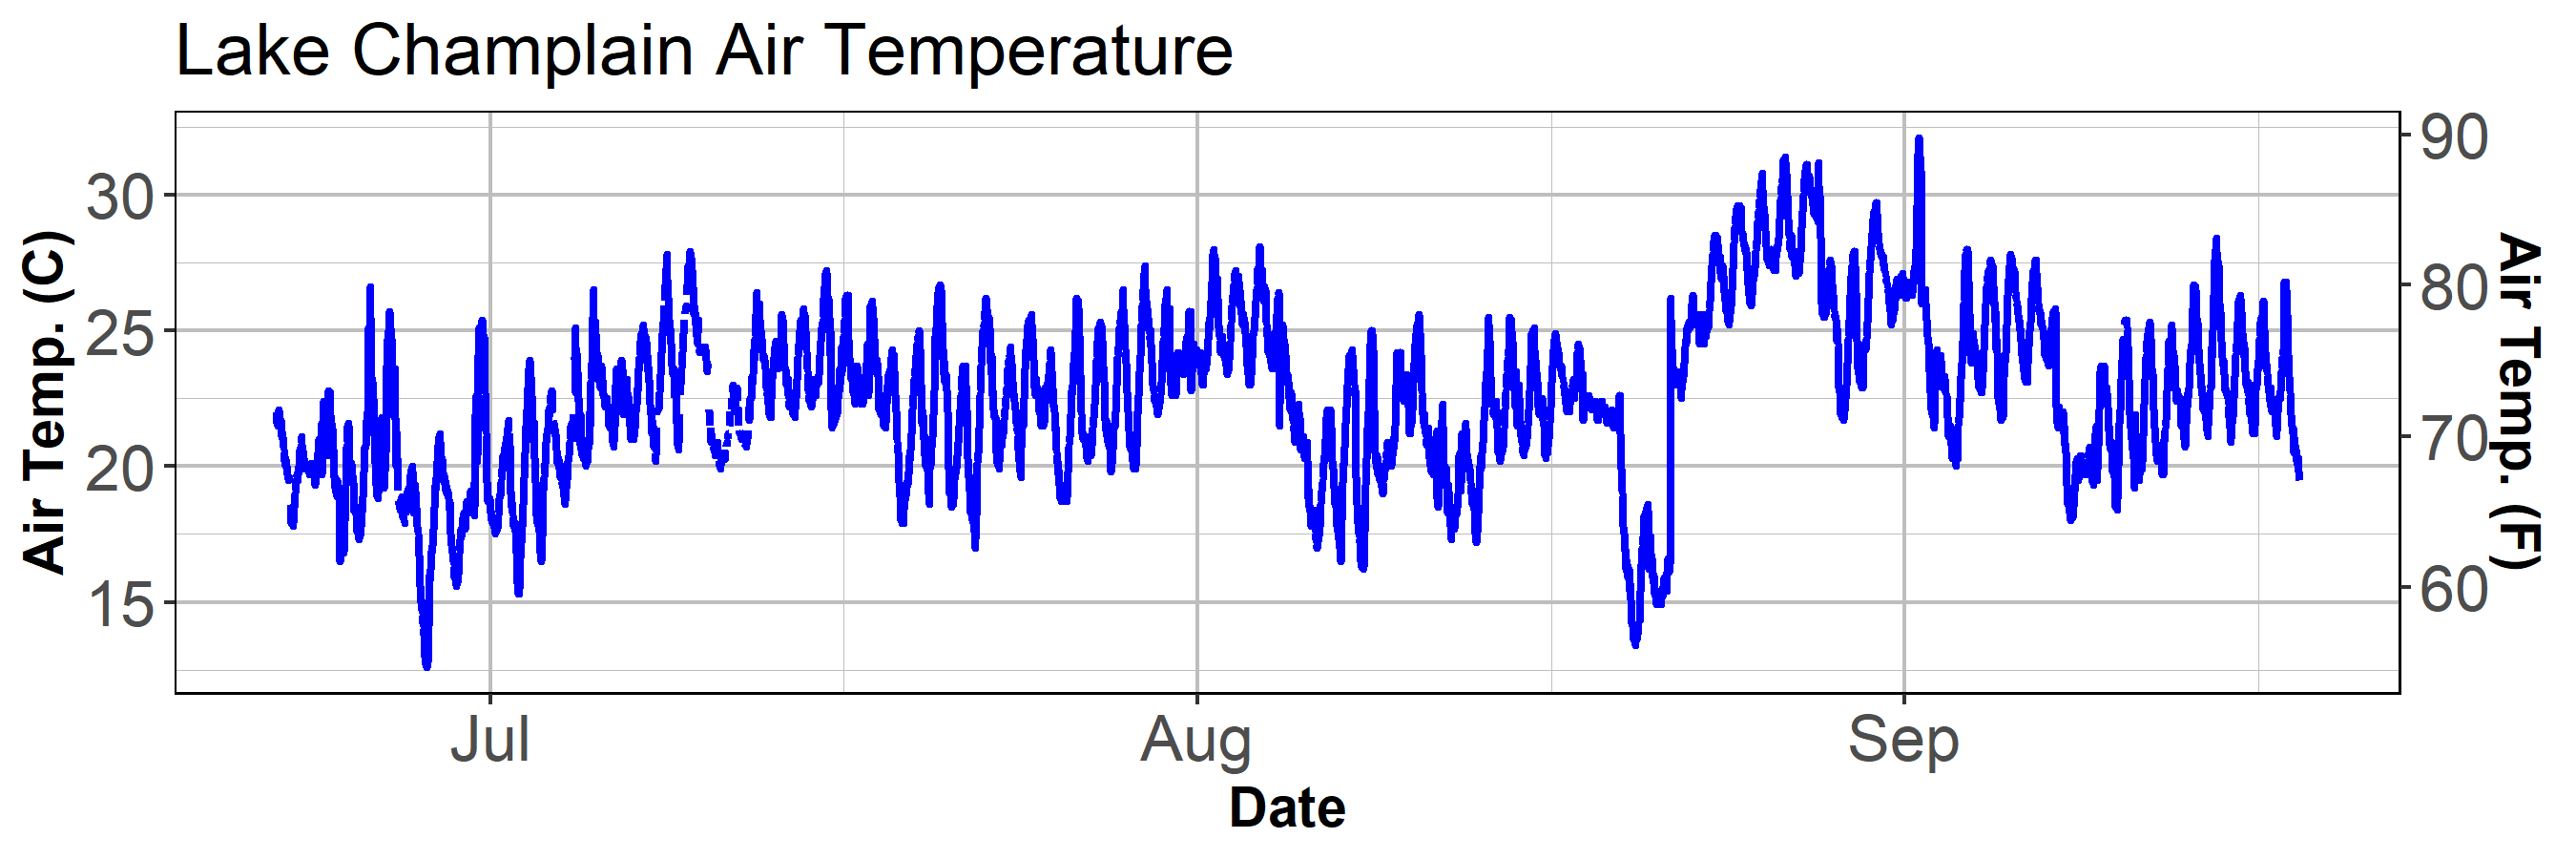 Lake Champlain Air Temperature
Air Temp. (C)
30
25
20
15
90
80
70
60
Air Temp. (F)
Jul
Aug
Sep
Date